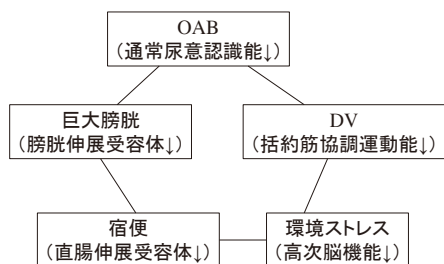 OAB
（通常尿意認識能↓）
巨大膀胱
（膀胱伸展受容体↓）
DV
（括約筋協調運動能↓）
宿便
（直腸伸展受容体↓）
環境ストレス
（高次脳機能↓）